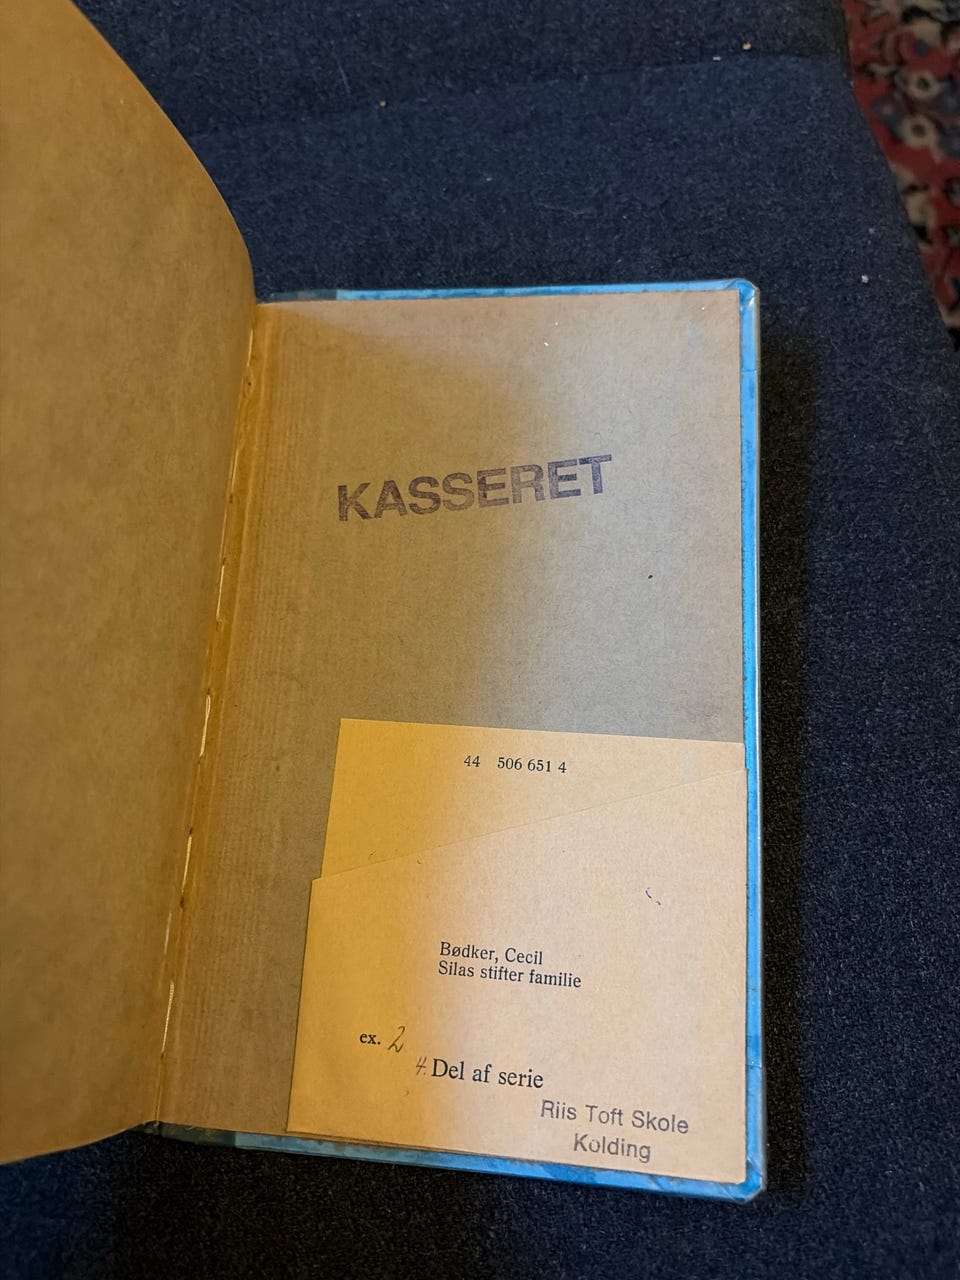 KASSERET
44 506 651 4
Bødker, Cecil
Silas stifter familie
ex. 2
4. Del af serie
Riis Toft Skole
Kolding